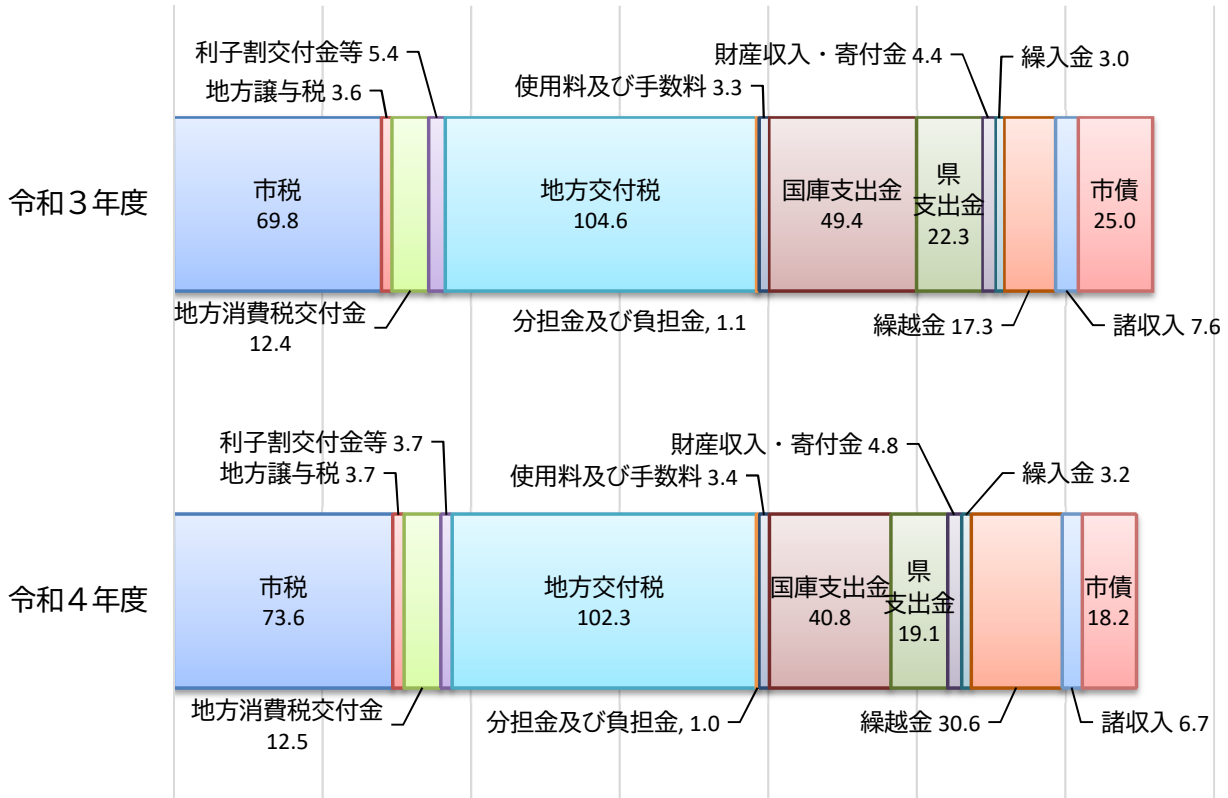 利子割交付金等 5.4
財産収入・寄付金 4.4
繰入金 3.0
地方譲与税 3.6
使用料及び手数料 3.3
令和３年度
市税
69.8
地方交付税
104.6
国庫支出金
49.4
県
支出金
22.3
市債
25.0
地方消費税交付金
12.4
分担金及び負担金, 1.1
繰越金 17.3
諸収入 7.6
利子割交付金等 3.7
財産収入・寄付金 4.8
地方譲与税 3.7
使用料及び手数料 3.4
繰入金 3.2
令和４年度
市税
73.6
地方交付税
102.3
国庫支出金
40.8
県
支出金
19.1
市債
18.2
地方消費税交付金
12.5
分担金及び負担金, 1.0
繰越金 30.6
諸収入 6.7